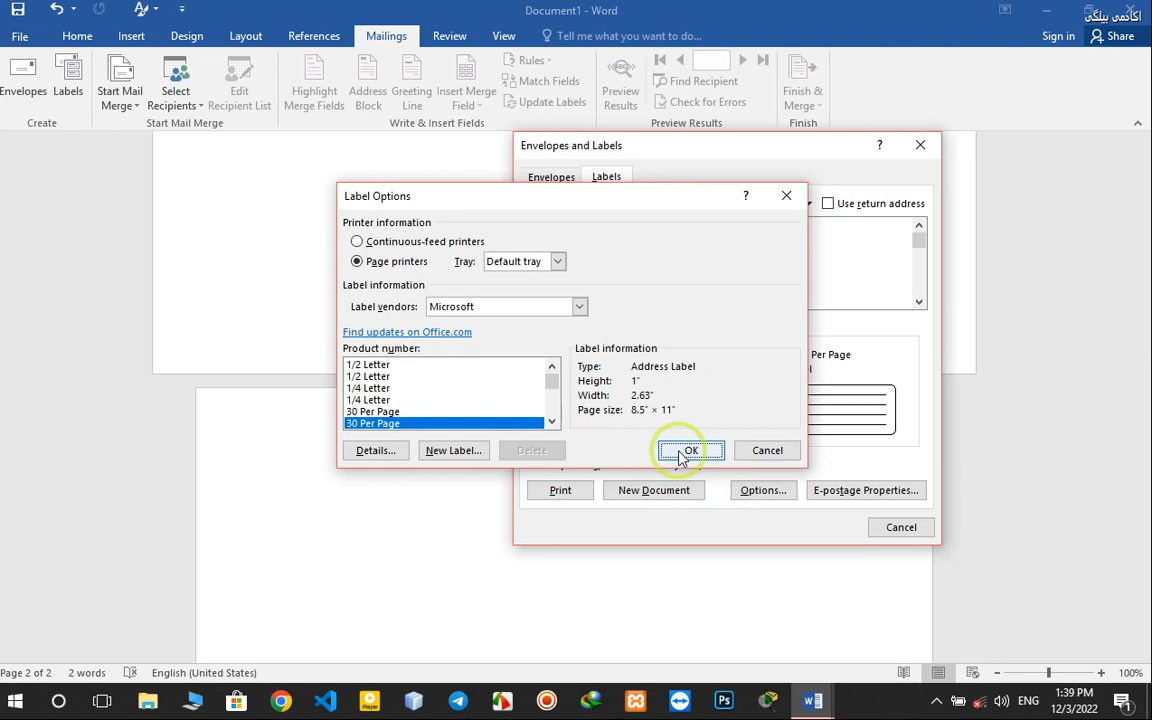 Document1 - Word
اکادمی بیلگی
File Home Insert Design Layout References Mailings Review View Tell me what you want to do... Sign in Share
Envelopes Labels
Create
Start Mail Merge
Select Recipients
Edit Recipient List
Start Mail Merge
Highlight Merge Fields
Address Block
Greeting Line
Insert Merge Field
Rules
Match Fields
Update Labels
Write & Insert Fields
Preview Results
Find Recipient
Check for Errors
Preview Results
Finish & Merge
Finish
Envelopes and Labels
?
Envelopes Labels
Use return address
Label Options
?
Printer information
Continuous-feed printers
Page printers Tray: Default tray
Label information
Label vendors: Microsoft
Find updates on Office.com
Product number:
1/2 Letter
1/2 Letter
1/4 Letter
1/4 Letter
30 Per Page
30 Per Page
Label information
Type: Address Label
Height: 1"
Width: 2.63"
Page size: 8.5" × 11"
Details... New Label... Delete OK Cancel
Per Page
Print New Document Options... E-postage Properties...
Cancel
Page 2 of 2 2 words English (United States) 100%
Player
Ps
ENG
1:39 PM
12/3/2022
1